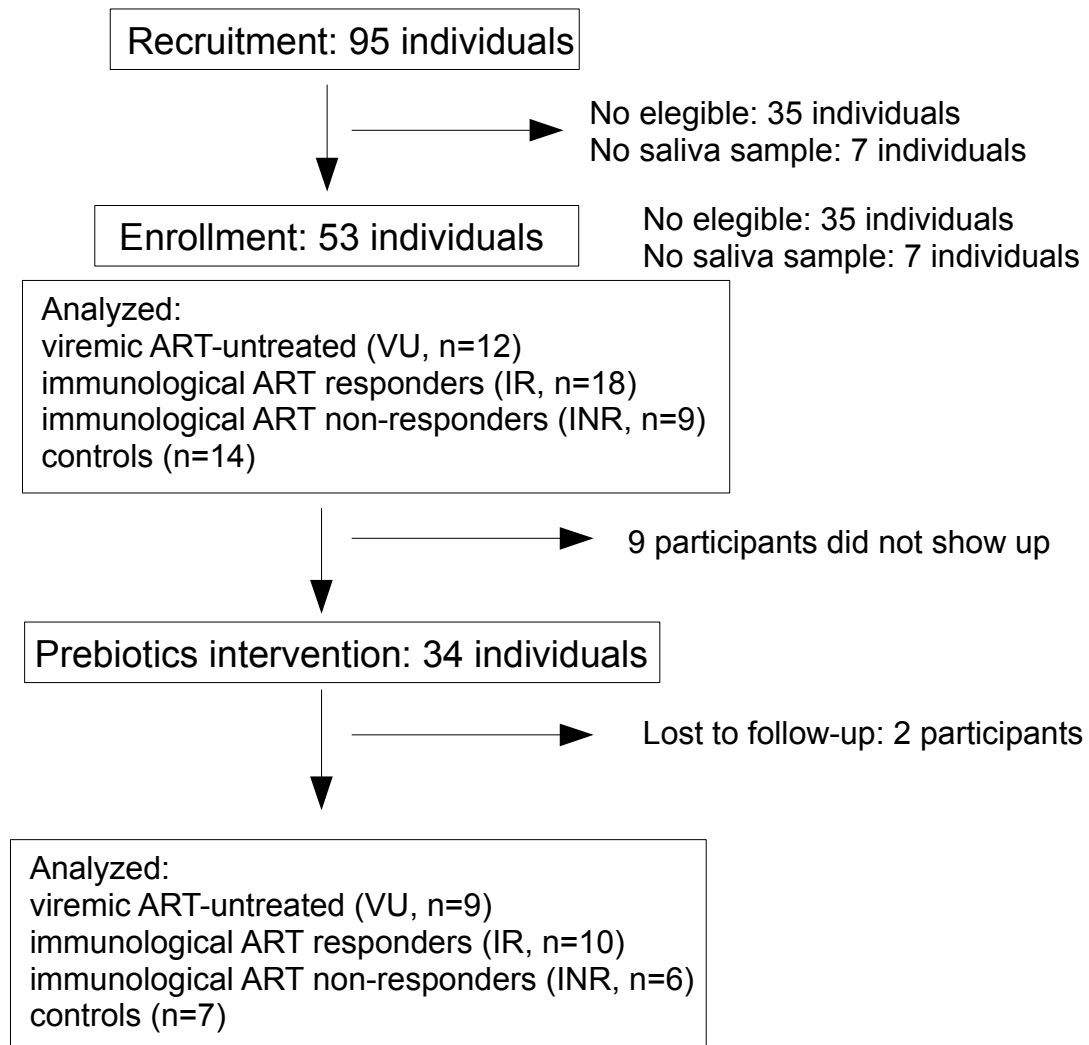 Recruitment: 95 individuals
No elegible: 35 individuals
No saliva sample: 7 individuals
Enrollment: 53 individuals
No elegible: 35 individuals
No saliva sample: 7 individuals
Analyzed:
viremic ART-untreated (VU, n=12)
immunological ART responders (IR, n=18)
immunological ART non-responders (INR, n=9)
controls (n=14)
9 participants did not show up
Prebiotics intervention: 34 individuals
Lost to follow-up: 2 participants
Analyzed:
viremic ART-untreated (VU, n=9)
immunological ART responders (IR, n=10)
immunological ART non-responders (INR, n=6)
controls (n=7)